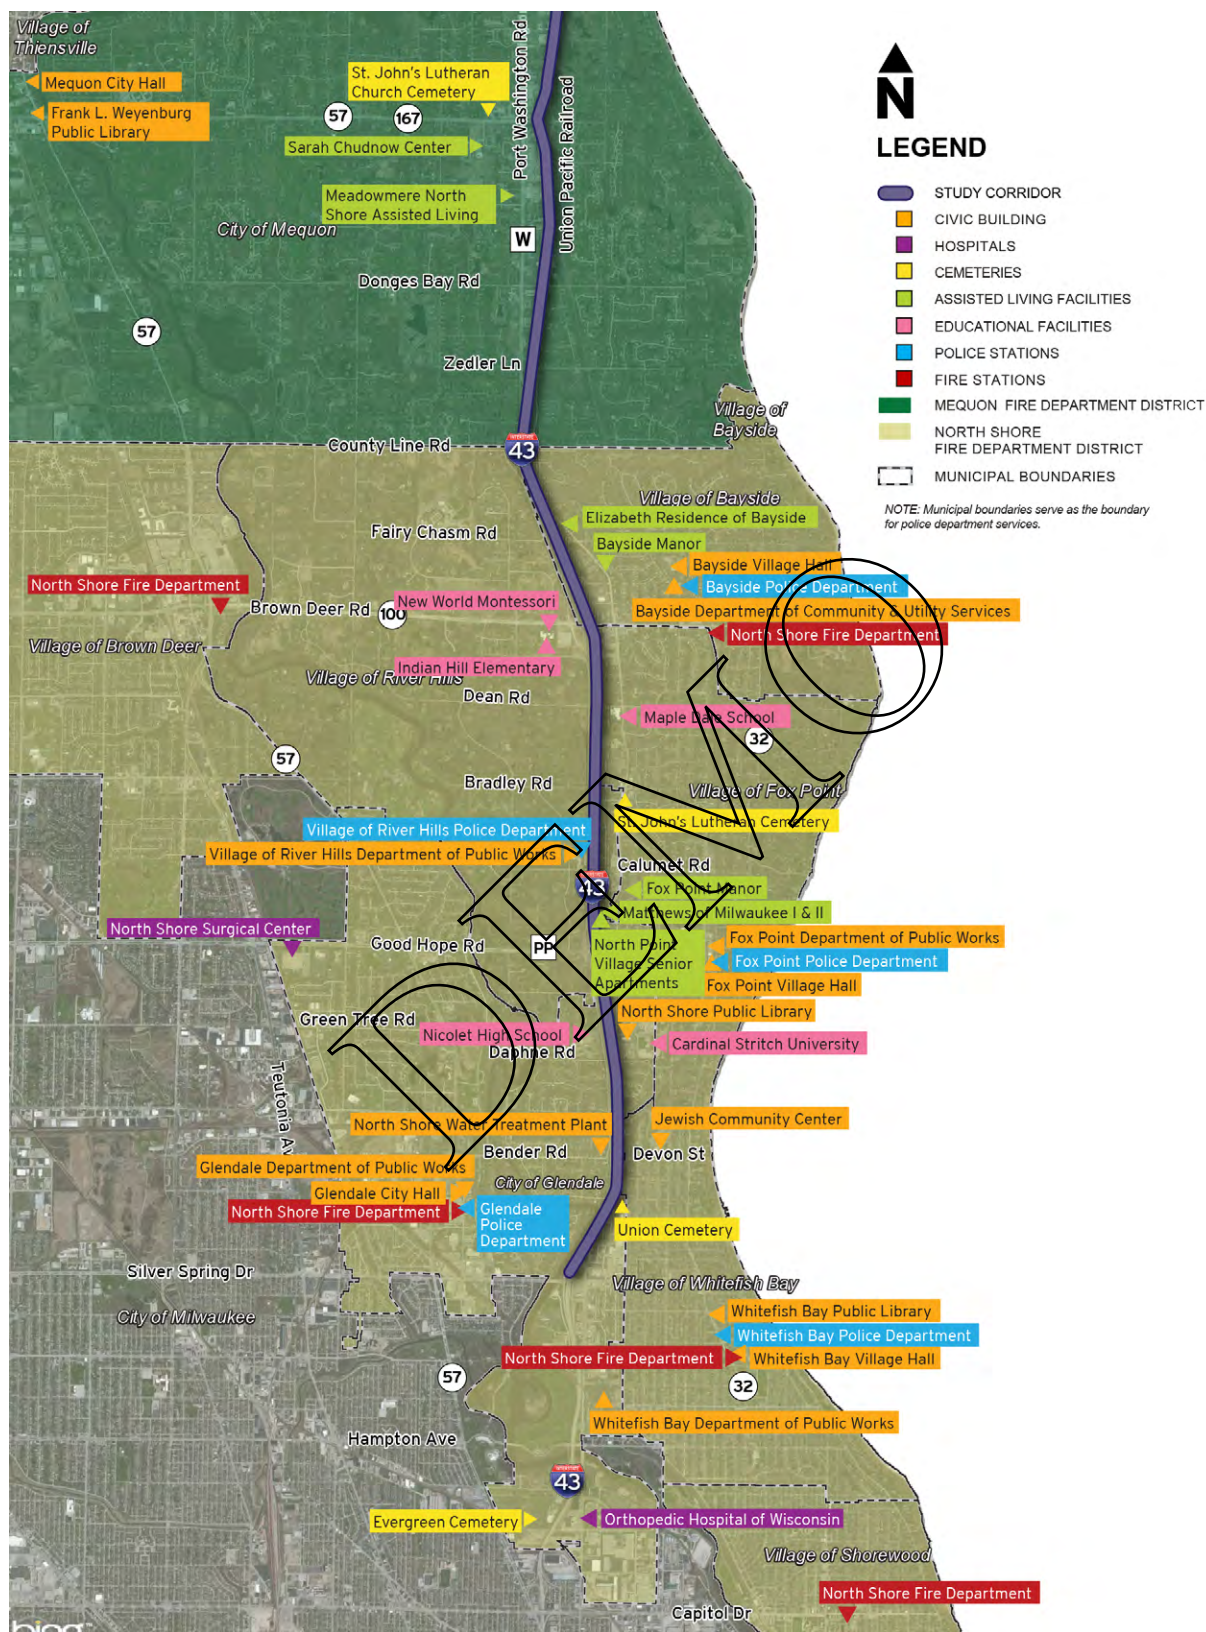 Village of
Thiensville
Mequon City Hall
Frank L. Weyenburg
Public Library
St. John's Lutheran
Church Cemetery
57
167
Sarah Chudnow Center
Meadowmere North
Shore Assisted Living
City of Mequon
Port Washington Rd
Union Pacific Railroad
W
Donges Bay Rd
57
Zedler Ln
Village of
Bayside
County Line Rd
INTERSTATE
43
N
LEGEND
STUDY CORRIDOR
CIVIC BUILDING
HOSPITALS
CEMETERIES
ASSISTED LIVING FACILITIES
EDUCATIONAL FACILITIES
POLICE STATIONS
FIRE STATIONS
MEQUON FIRE DEPARTMENT DISTRICT
NORTH SHORE
FIRE DEPARTMENT DISTRICT
MUNICIPAL BOUNDARIES
NOTE: Municipal boundaries serve as the boundary
for police department services.
Village of Bayside
Elizabeth Residence of Bayside
Fairy Chasm Rd
Bayside Manor
Bayside Village Hall
North Shore Fire Department
Bayside Police Department
New World Montessori
Brown Deer Rd
100
Bayside Department of Community & Utility Services
North Shore Fire Department
Village of Brown Deer
Indian Hill Elementary
Village of River Hills
Dean Rd
Maple Dale School
32
57
Bradley Rd
Village of Fox Point
St. John's Lutheran Cemetery
Village of River Hills Police Department
Village of River Hills Department of Public Works
Calumet Rd
43
Fox Point Manor
Matthews of Milwaukee I & II
North Shore Surgical Center
Good Hope Rd
PP
North Point
Village Senior
Apartments
Fox Point Department of Public Works
Fox Point Police Department
Fox Point Village Hall
North Shore Public Library
Green Tree Rd
Nicolet High School
Daphne Rd
Cardinal Stritch University
Teutonia Av
North Shore Water Treatment Plant
Jewish Community Center
Bender Rd
Devon St
Glendale Department of Public Works
City of Glendale
Glendale City Hall
North Shore Fire Department
Glendale
Police
Department
Union Cemetery
Silver Spring Dr
Village of Whitefish Bay
City of Milwaukee
Whitefish Bay Public Library
Whitefish Bay Police Department
North Shore Fire Department
Whitefish Bay Village Hall
57
32
Whitefish Bay Department of Public Works
Hampton Ave
INTERSTATE
43
Evergreen Cemetery
Orthopedic Hospital of Wisconsin
Village of Shorewood
North Shore Fire Department
Capitol Dr
bing
DEMO